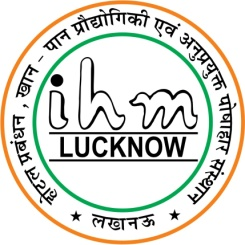 होटल प्रबंधन, खान - पान प्रौद्योगिकी एवं अनुप्रयुक्त पोषाहार संस्थान
ihm
LUCKNOW
★ लखनऊ ★